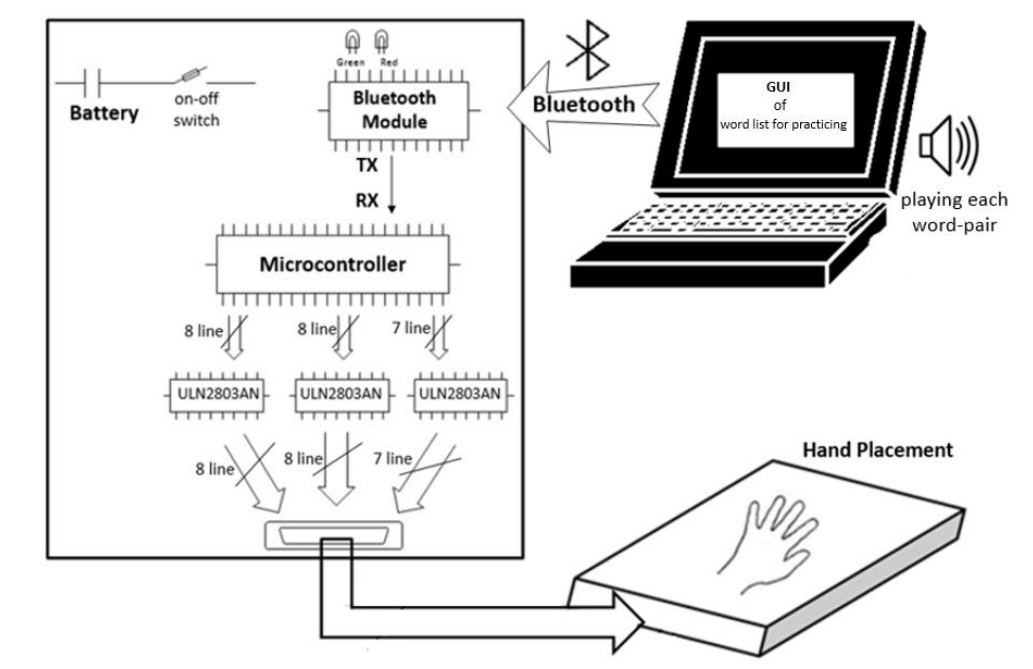 Green Red
Battery
on-off
switch
Bluetooth
Module
TX
RX
Microcontroller
8 line
8 line
7 line
ULN2803AN
ULN2803AN
ULN2803AN
8 line
8 line
7 line
Bluetooth
GUI
of
word list for practicing
playing each
word-pair
Hand Placement